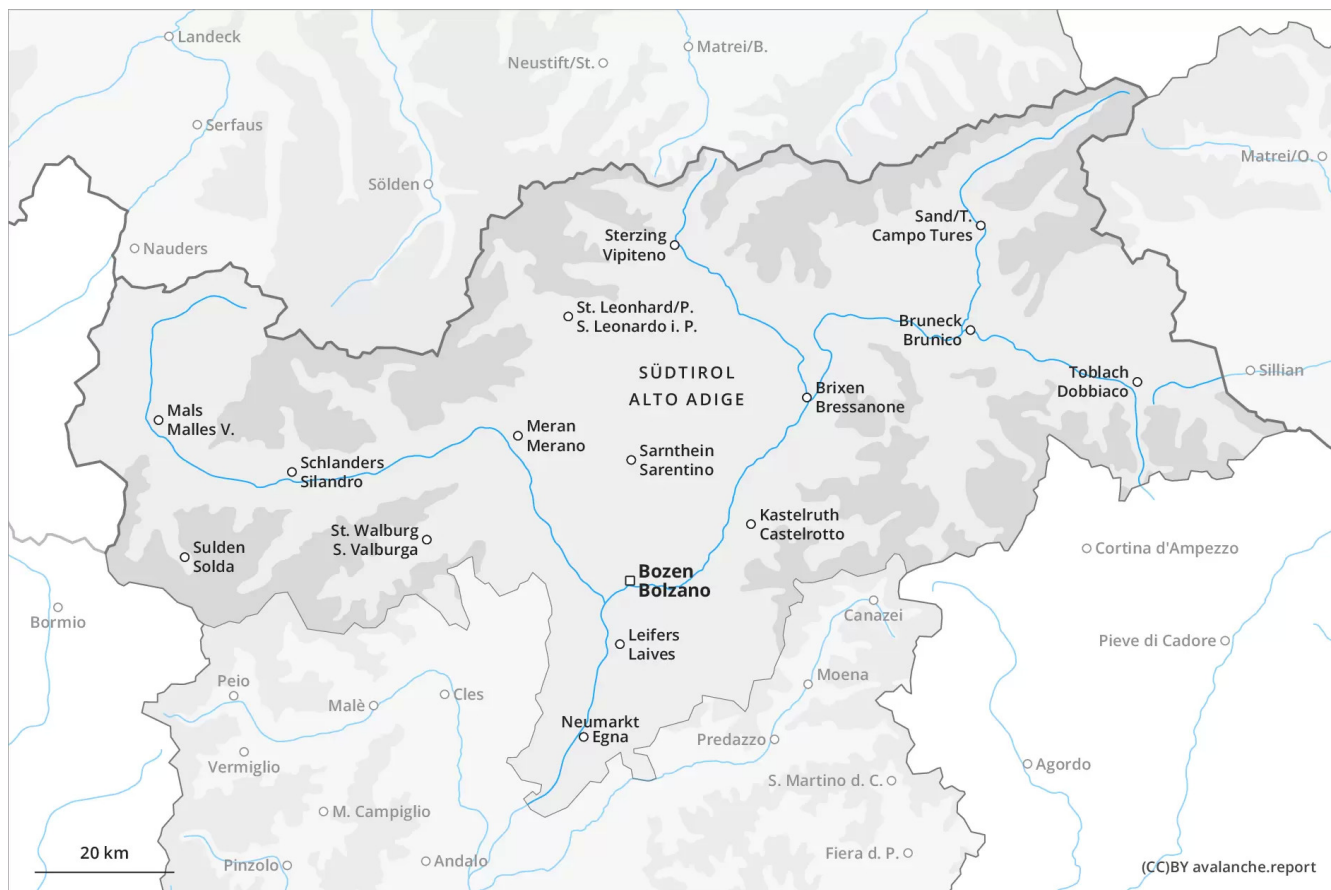 Landeck
Matrei/B.
Neustift/St.
Serfaus
Matrei/O.
Sölden
Sand/T.
Campo Tures
Sterzing
Vipiteno
Nauders
St. Leonhard/P.
S. Leonardo i. P.
Bruneck
Brunico
SÜDTIROL
ALTO ADIGE
Toblach
Dobbiaco
Sillian
Brixen
Bressanone
Mals
Malles V.
Meran
Merano
Schlanders
Silandro
Sarnthein
Sarentino
Kastelruth
Castelrotto
St. Walburg
S. Valburga
Sulden
Solda
Cortina d'Ampezzo
Bozen
Bolzano
Bormio
Canazei
Leifers
Laives
Pieve di Cadore
Peio
Moena
Malè
Cles
Neumarkt
Egna
Predazzo
Vermiglio
Agordo
S. Martino d. C.
M. Campiglio
20 km
Fiera d. P.
Pinzolo
Andalo
(CC)BY avalanche.report